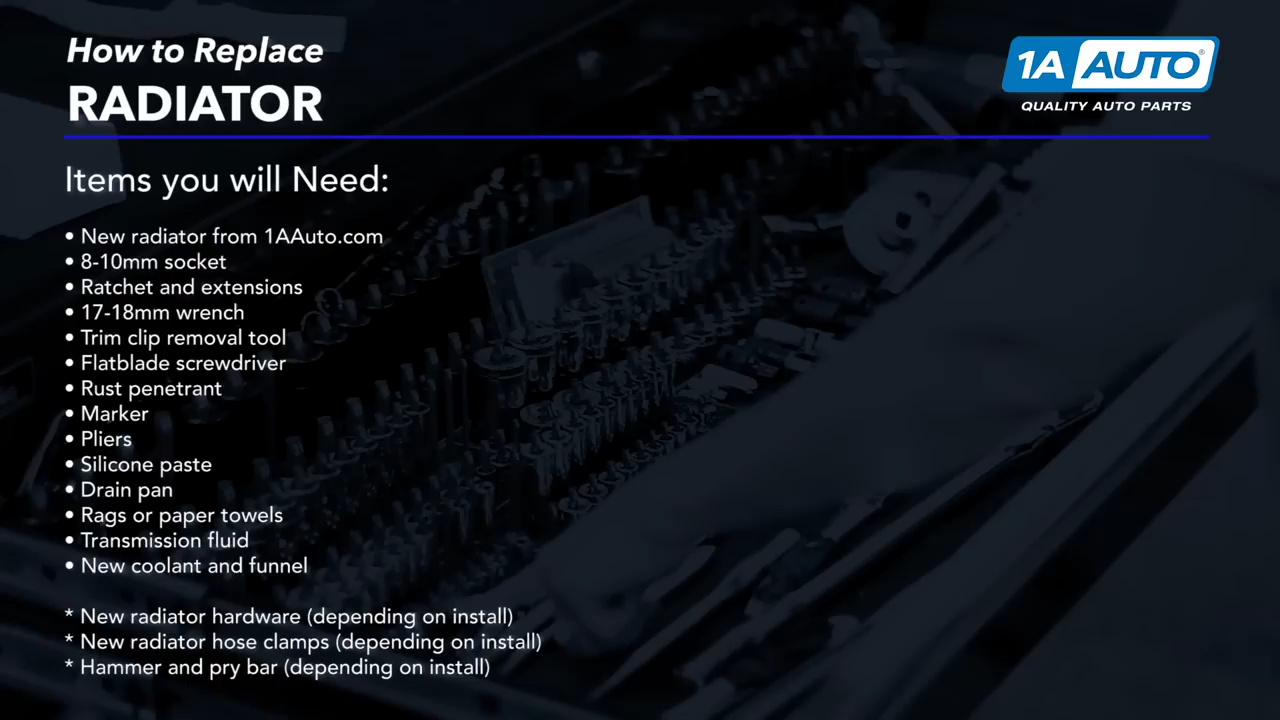 How to Replace
RADIATOR
1A AUTO®
QUALITY AUTO PARTS
Items you will Need:
• New radiator from 1AAuto.com
• 8-10mm socket
• Ratchet and extensions
• 17-18mm wrench
• Trim clip removal tool
• Flatblade screwdriver
• Rust penetrant
• Marker
• Pliers
• Silicone paste
• Drain pan
• Rags or paper towels
• Transmission fluid
• New coolant and funnel
* New radiator hardware (depending on install)
* New radiator hose clamps (depending on install)
* Hammer and pry bar (depending on install)